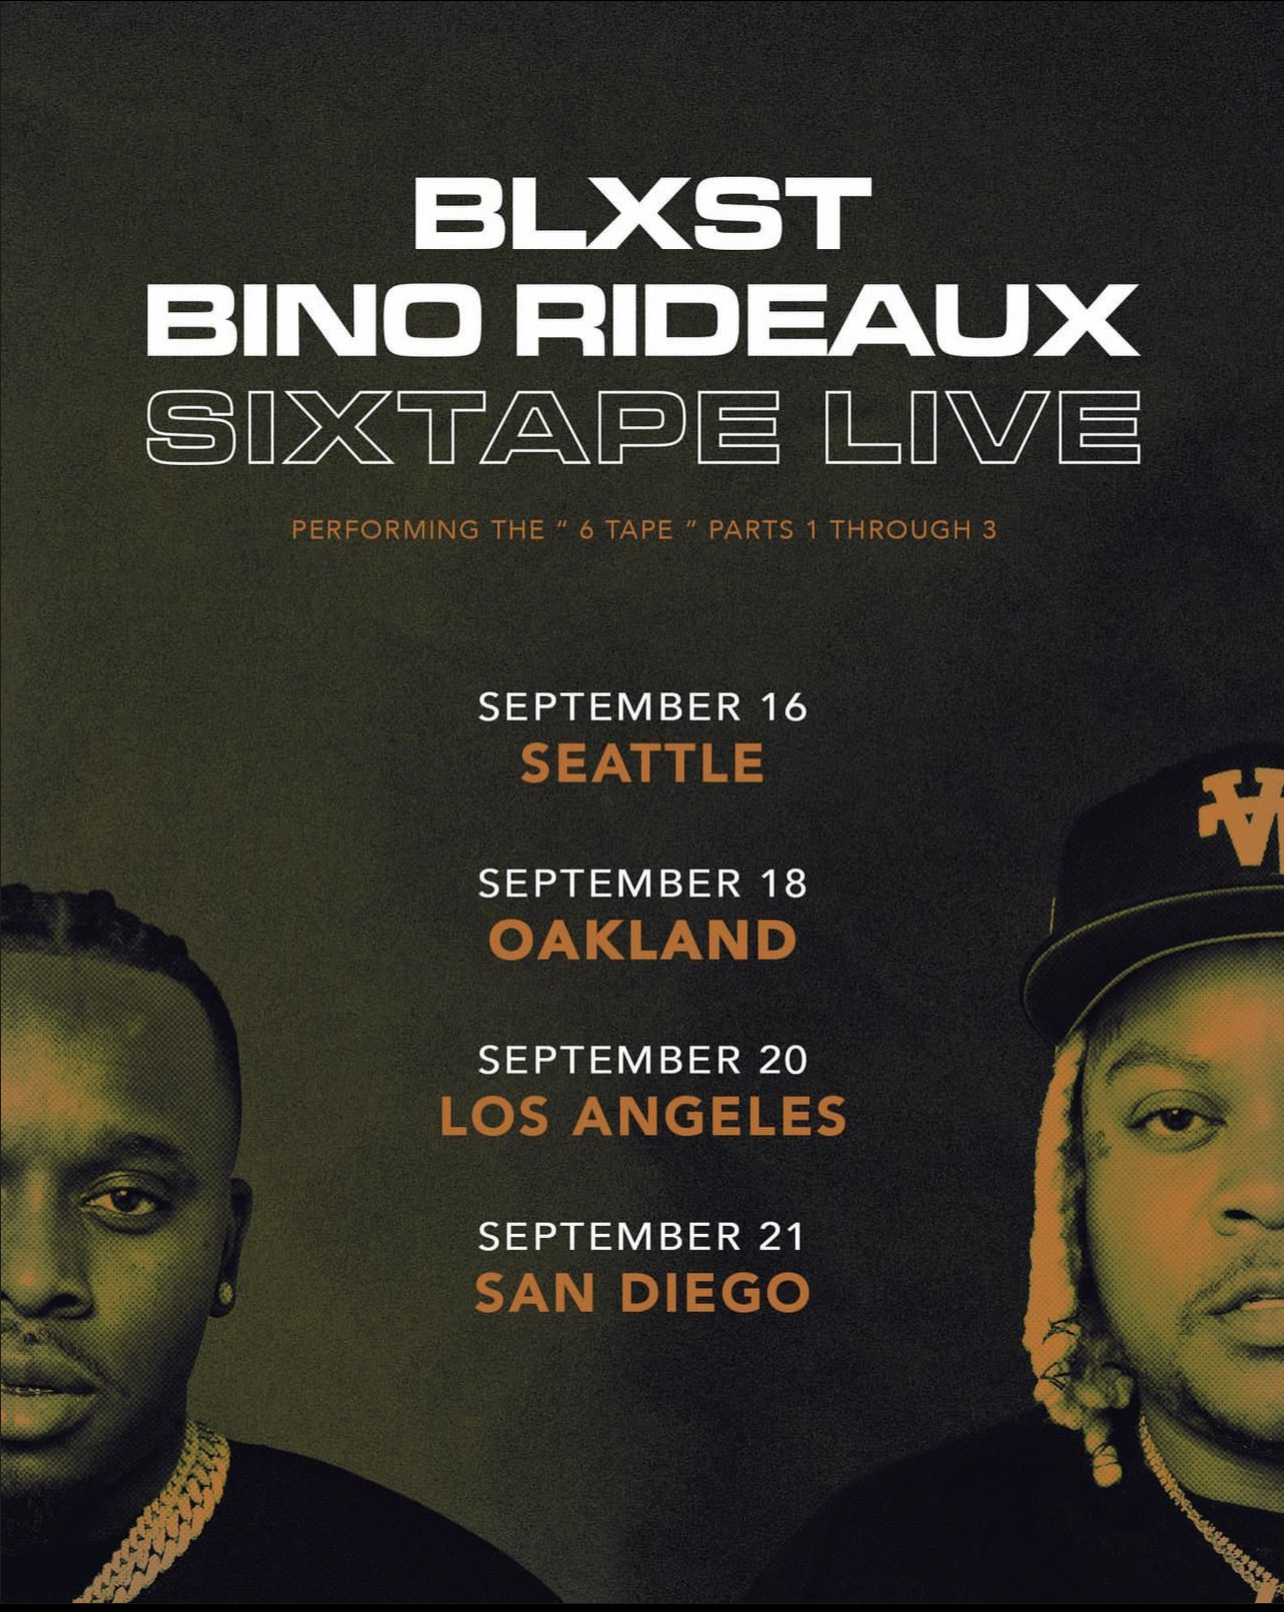 BLXST
BINO RIDEAUX
SIXTAPE LIVE
PERFORMING THE “ 6 TAPE ” PARTS 1 THROUGH 3
SEPTEMBER 16
SEATTLE
SEPTEMBER 18
OAKLAND
SEPTEMBER 20
LOS ANGELES
SEPTEMBER 21
SAN DIEGO